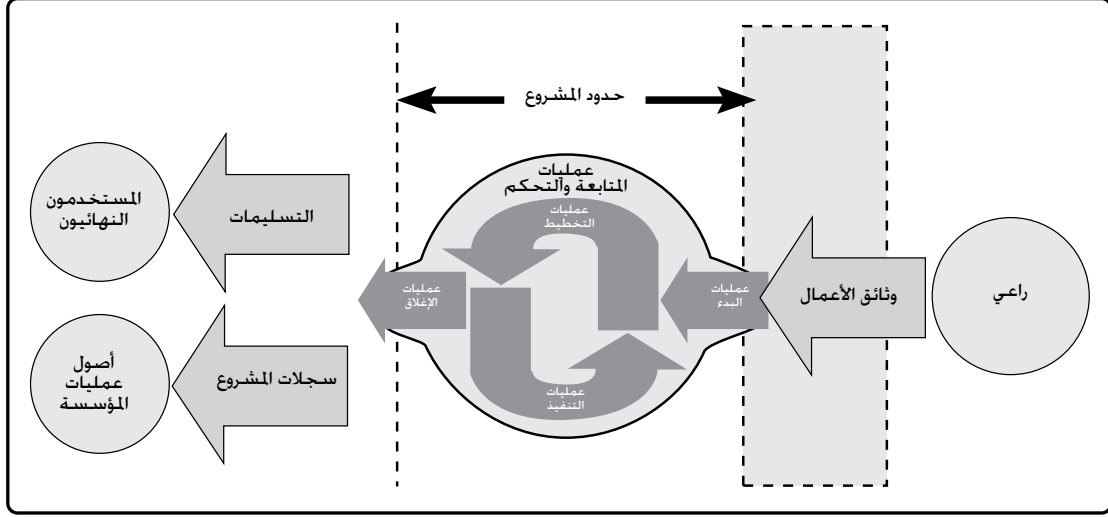 حدود المشروع
راعي
وثائق الأعمال
عمليات
البدء
عمليات
المتابعة والتحكم
عمليات
التخطيط
عمليات
التنفيذ
عمليات
الإغلاق
التسليمات
المستخدمون
النهائيون
سجلات المشروع
أصول
عمليات
المؤسسة